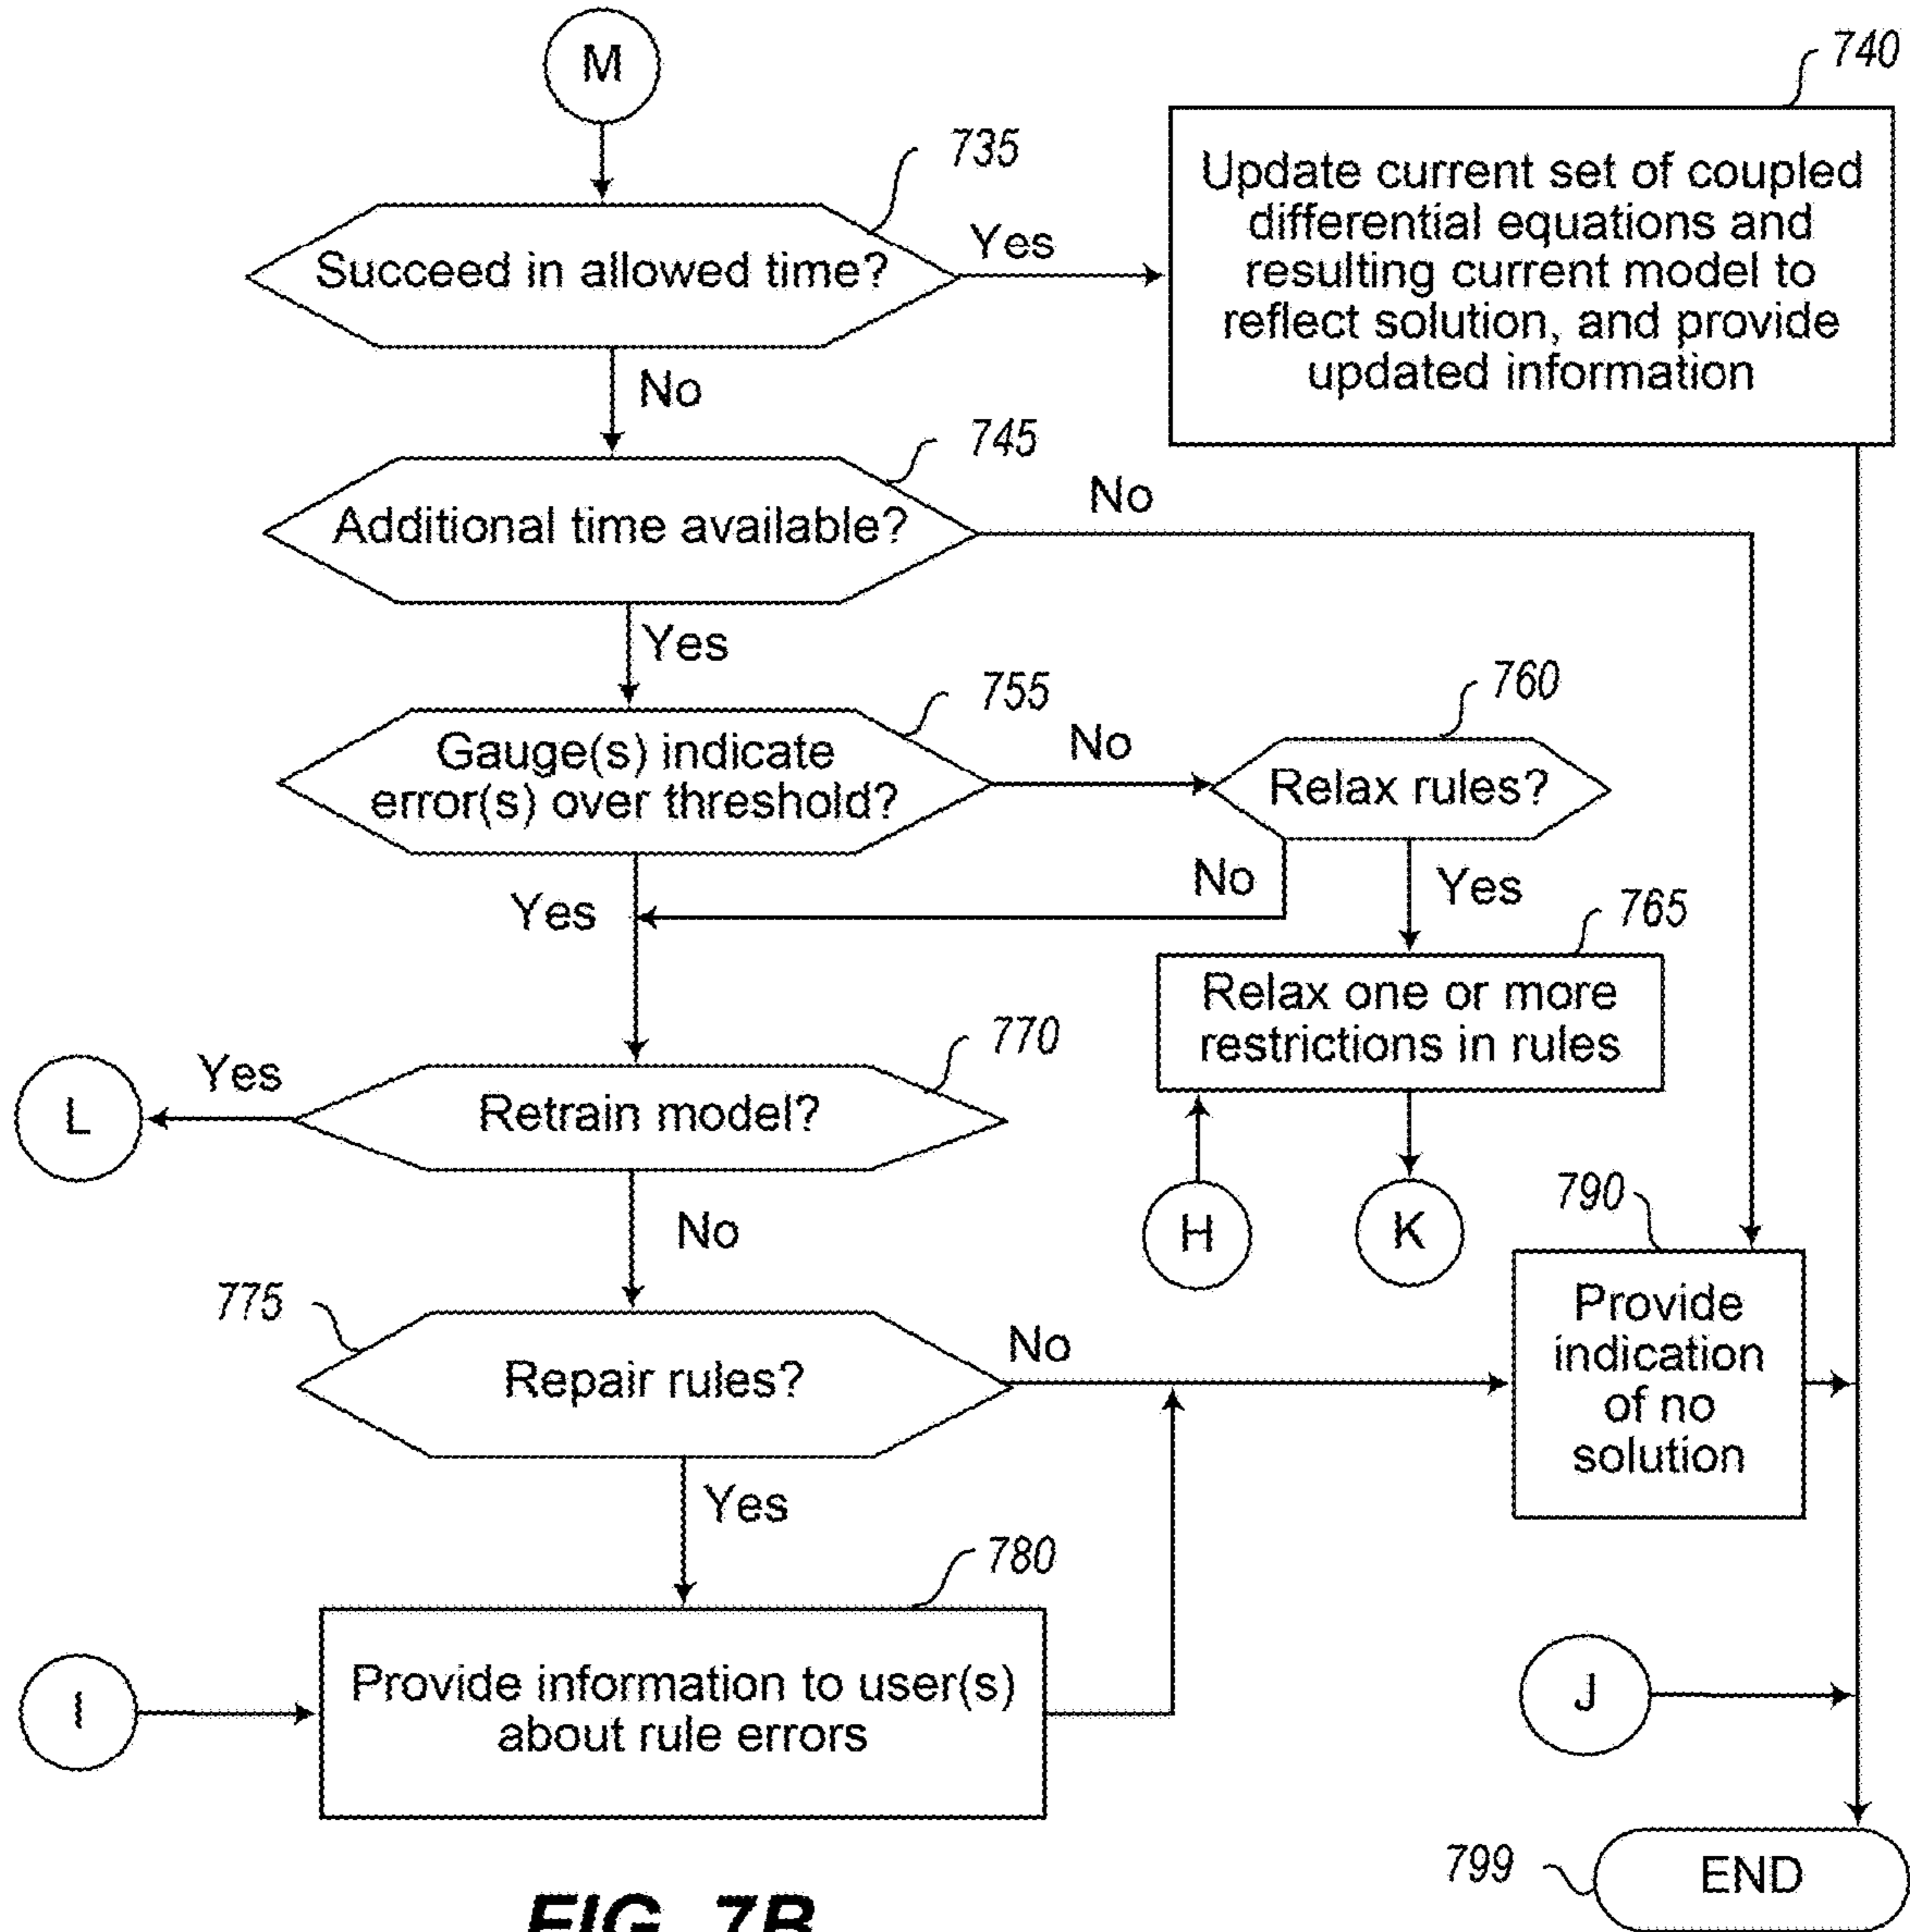 M
740
735
Update current set of coupled
differential equations and
resulting current model to
reflect solution, and provide
updated information
Succeed in allowed time?
Yes
No
745
Additional time available?
No
Yes
755
760
Gauge(s) indicate
error(s) over threshold?
No
Relax rules?
Yes
No
Yes
765
Relax one or more
restrictions in rules
770
L
Yes
Retrain model?
H
K
No
790
775
Repair rules?
No
Provide
indication
of no
solution
Yes
780
I
Provide information to user(s)
about rule errors
J
799
END
FIG. 7B